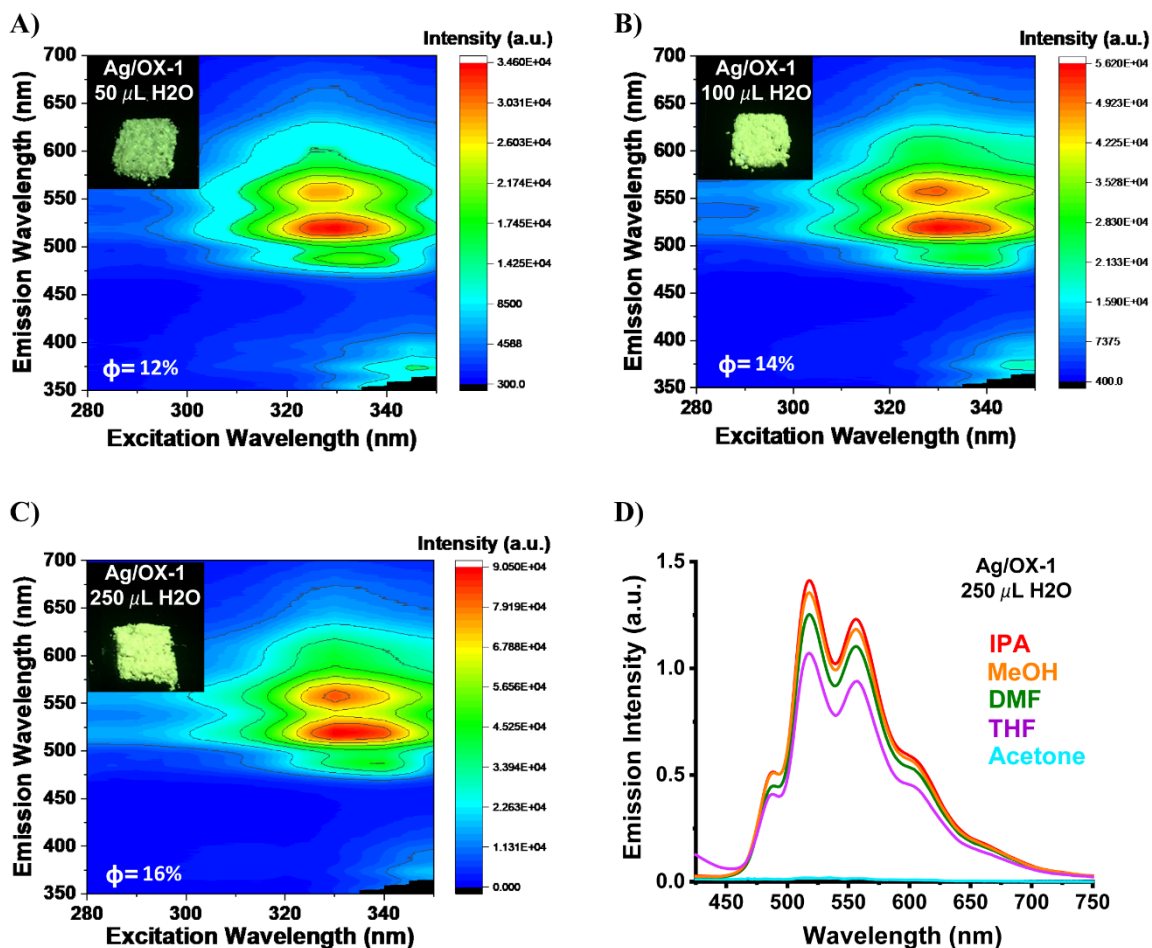 A)
Intensity (a.u.)
Ag/OX-1
50 μL H2O
Emission Wavelength (nm)
700
650
600
550
500
450
400
350
ϕ= 12%
280
300
320
340
Excitation Wavelength (nm)
3.460E+04
3.031E+04
2.603E+04
2.174E+04
1.745E+04
1.425E+04
8500
4588
300.0
B)
Intensity (a.u.)
Ag/OX-1
100 μL H2O
Emission Wavelength (nm)
700
650
600
550
500
450
400
350
ϕ= 14%
280
300
320
340
Excitation Wavelength (nm)
5.620E+04
4.923E+04
4.225E+04
3.528E+04
2.830E+04
2.133E+04
1.590E+04
7375
400.0
C)
Intensity (a.u.)
Ag/OX-1
250 μL H2O
Emission Wavelength (nm)
700
650
600
550
500
450
400
350
ϕ= 16%
280
300
320
340
Excitation Wavelength (nm)
9.050E+04
7.919E+04
6.788E+04
5.656E+04
4.525E+04
3.394E+04
2.263E+04
1.131E+04
0.000
D)
Emission Intensity (a.u.)
1.5
1.0
0.5
0.0
Ag/OX-1
250 μL H2O
IPA
MeOH
DMF
THF
Acetone
450
500
550
600
650
700
750
Wavelength (nm)